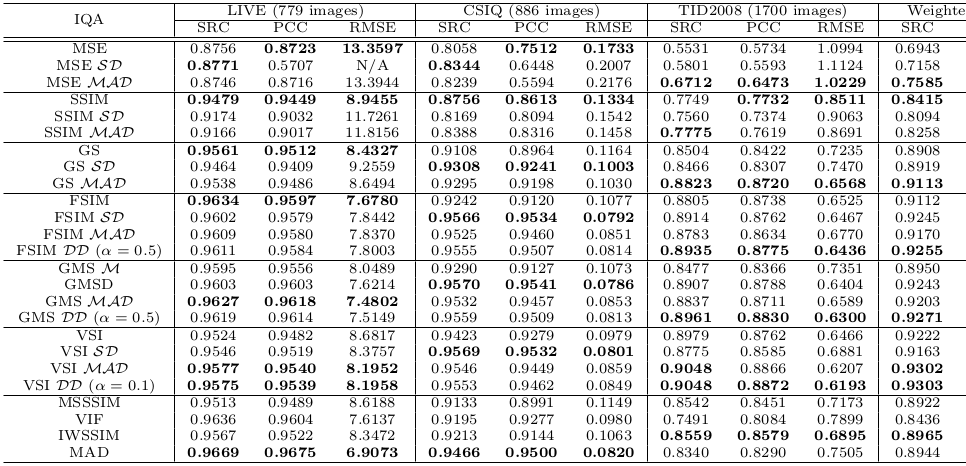 IQA LIVE (779 images) CSIQ (886 images) TID2008 (1700 images) Weighte
SRC PCC RMSE SRC PCC RMSE SRC PCC RMSE SRC
MSE 0.8756 0.8723 13.3597 0.8058 0.7512 0.1733 0.5531 0.5734 1.0994 0.6943
MSE SD 0.8771 0.5707 N/A 0.8344 0.6448 0.2007 0.5801 0.5593 1.1124 0.7158
MSE MAD 0.8746 0.8716 13.3944 0.8239 0.5594 0.2176 0.6712 0.6473 1.0229 0.7585
SSIM 0.9479 0.9449 8.9455 0.8756 0.8613 0.1334 0.7749 0.7732 0.8511 0.8415
SSIM SD 0.9174 0.9032 11.7261 0.8169 0.8094 0.1542 0.7560 0.7374 0.9063 0.8094
SSIM MAD 0.9166 0.9017 11.8156 0.8388 0.8316 0.1458 0.7775 0.7619 0.8691 0.8258
GS 0.9561 0.9512 8.4327 0.9108 0.8964 0.1164 0.8504 0.8422 0.7235 0.8908
GS SD 0.9464 0.9409 9.2559 0.9308 0.9241 0.1003 0.8466 0.8307 0.7470 0.8919
GS MAD 0.9538 0.9486 8.6494 0.9295 0.9198 0.1030 0.8823 0.8720 0.6568 0.9113
FSIM 0.9634 0.9597 7.6780 0.9242 0.9120 0.1077 0.8805 0.8738 0.6525 0.9112
FSIM SD 0.9602 0.9579 7.8442 0.9566 0.9534 0.0792 0.8914 0.8762 0.6467 0.9245
FSIM MAD 0.9609 0.9580 7.8370 0.9525 0.9460 0.0851 0.8783 0.8634 0.6770 0.9170
FSIM DD (α = 0.5) 0.9611 0.9584 7.8003 0.9555 0.9507 0.0814 0.8935 0.8775 0.6436 0.9255
GMS M 0.9595 0.9556 8.0489 0.9290 0.9127 0.1073 0.8477 0.8366 0.7351 0.8950
GMSD 0.9603 0.9603 7.6214 0.9570 0.9541 0.0786 0.8907 0.8788 0.6404 0.9243
GMS MAD 0.9627 0.9618 7.4802 0.9532 0.9457 0.0853 0.8837 0.8711 0.6589 0.9203
GMS DD (α = 0.5) 0.9619 0.9614 7.5149 0.9559 0.9509 0.0813 0.8961 0.8830 0.6300 0.9271
VSI 0.9524 0.9482 8.6817 0.9423 0.9279 0.0979 0.8979 0.8762 0.6466 0.9222
VSI SD 0.9546 0.9519 8.3757 0.9569 0.9532 0.0801 0.8775 0.8585 0.6881 0.9163
VSI MAD 0.9577 0.9540 8.1952 0.9546 0.9449 0.0859 0.9048 0.8866 0.6207 0.9302
VSI DD (α = 0.1) 0.9575 0.9539 8.1958 0.9553 0.9462 0.0849 0.9048 0.8872 0.6193 0.9303
MSSSIM 0.9513 0.9489 8.6188 0.9133 0.8991 0.1149 0.8542 0.8451 0.7173 0.8922
VIF 0.9636 0.9604 7.6137 0.9195 0.9277 0.0980 0.7491 0.8084 0.7899 0.8436
IWSSIM 0.9567 0.9522 8.3472 0.9213 0.9144 0.1063 0.8559 0.8579 0.6895 0.8965
MAD 0.9669 0.9675 6.9073 0.9466 0.9500 0.0820 0.8340 0.8290 0.7505 0.8944